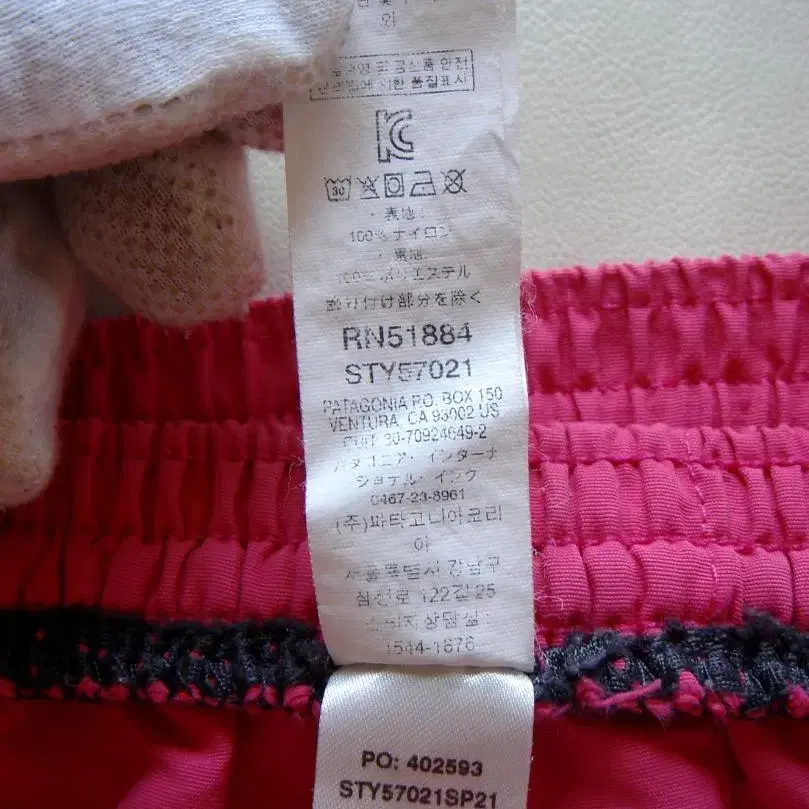 외
KC
30
・表地:
100% ナイロン
・裏地:
100% ポリエステル
飾り付け部分を除く
RN51884
STY57021
PATAGONIA P.O. BOX 150
VENTURA, CA 93002 US
CUIT 30-70924649-2
パタゴニア・インターナ
ショナル・インク
0467-23-8961
(주)파타고니아코리
아
서울특별시 강남구
삼성로 122길 25
소비자상담실:
1544-1876
PO: 402593
STY57021SP21